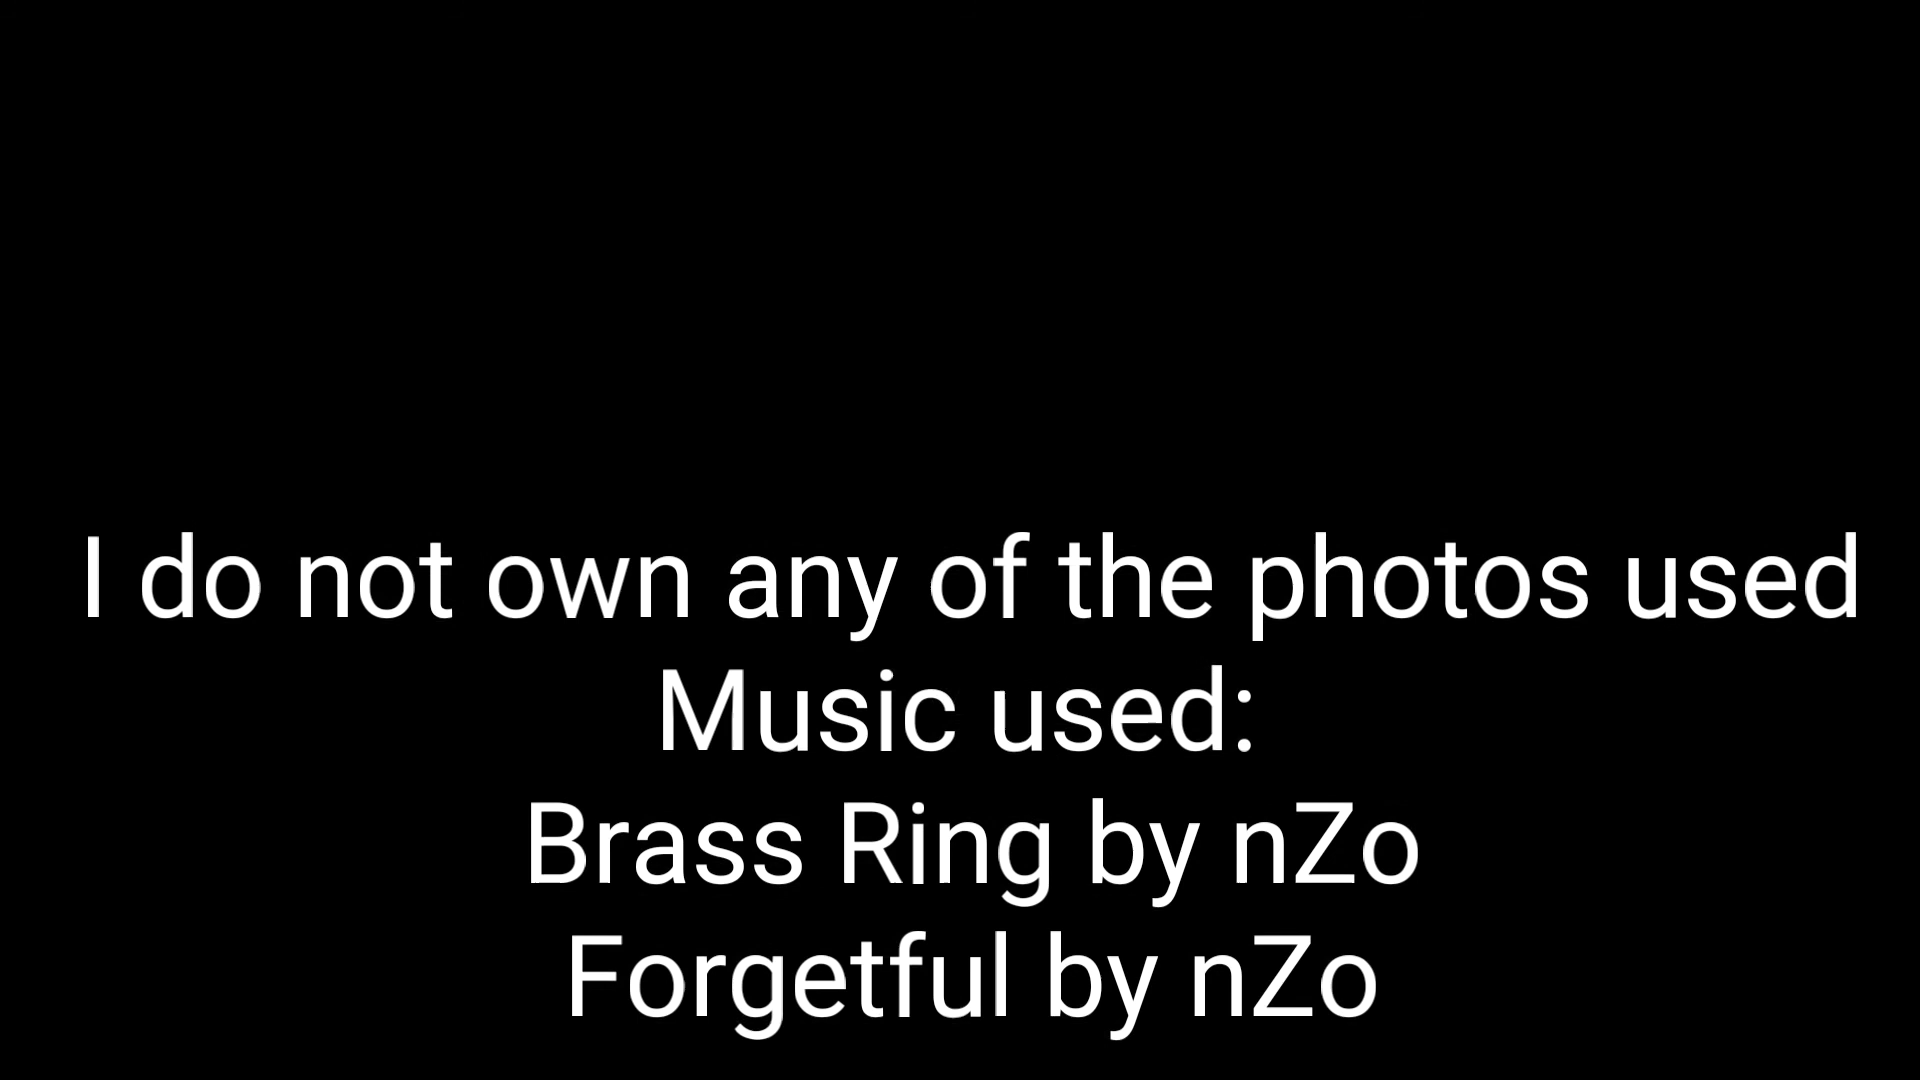 I do not own any of the photos used
Music used:
Brass Ring by nZo
Forgetful by nZo